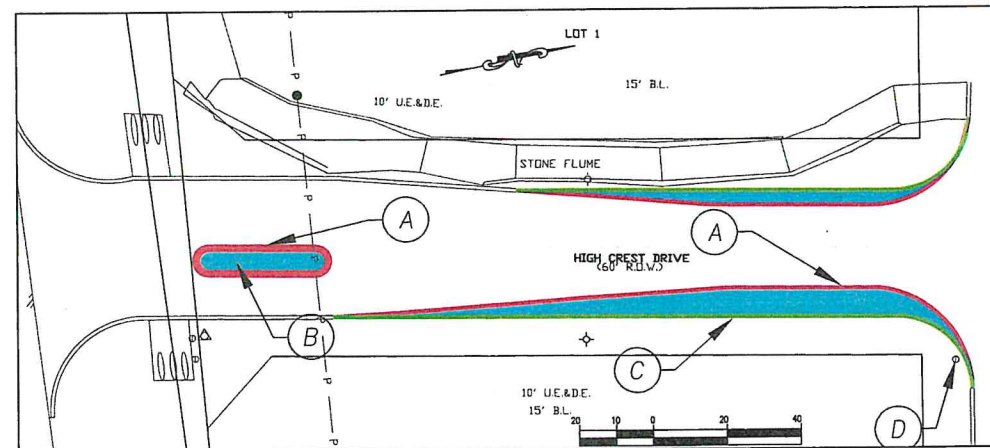 P
LOT 1
15' B.L.
10' U.E.&D.E.
P
P
STONE FLUME
A
A
HIGH CREST DRIVE
(60' R.O.W.)
P
B
C
P
10' U.E.&D.E.
15' B.L.
20 10 0 20 40
D
P